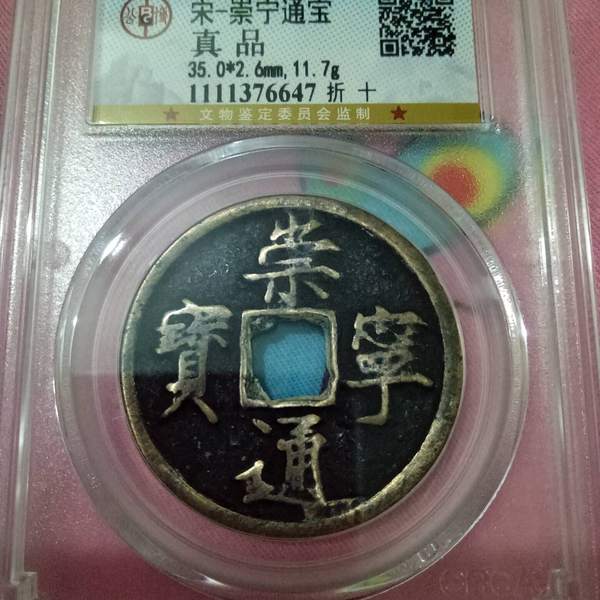 宋-崇宁通宝
真品
35.0*2.6mm,11.7g
1111376647 折十
文物鉴定委员会监制
崇
寧
通
寶